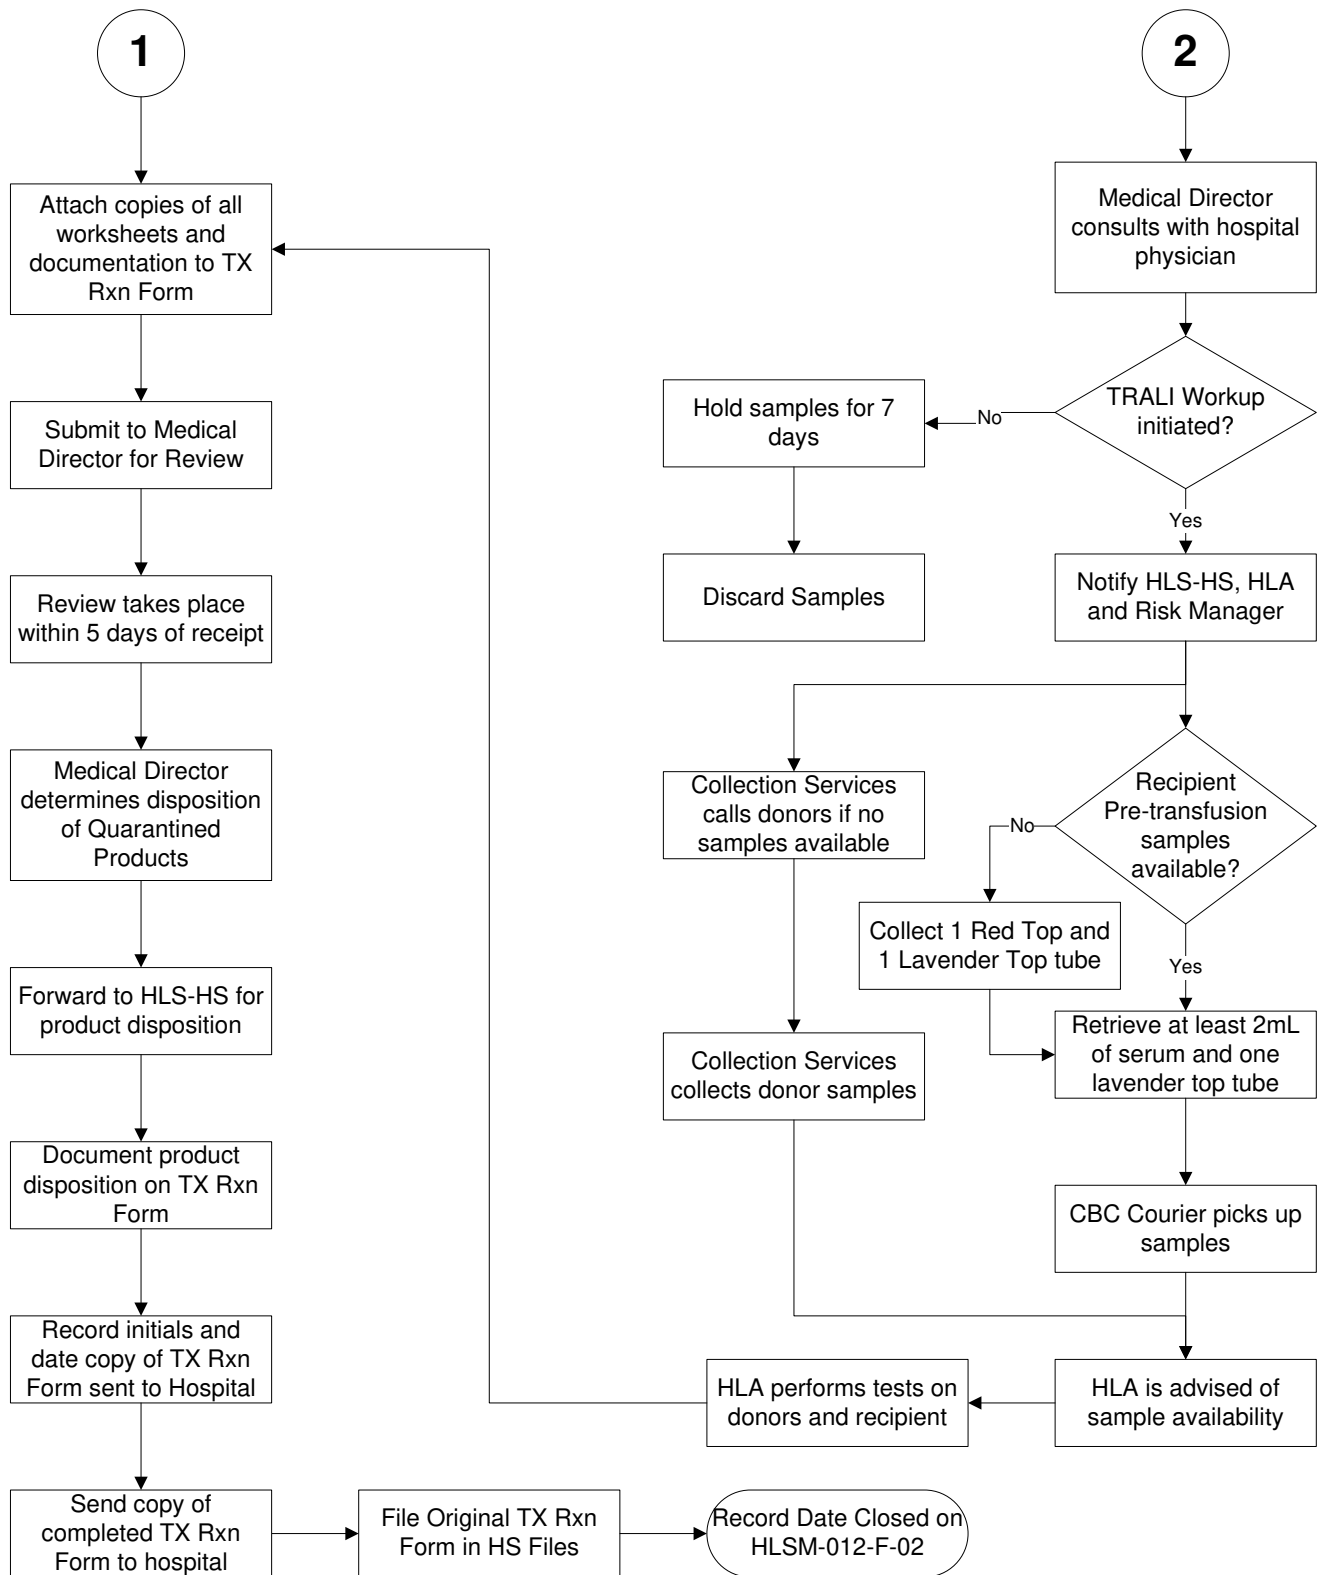 1
Attach copies of all
worksheets and
documentation to TX
Rxn Form
Submit to Medical
Director for Review
Review takes place
within 5 days of receipt
Medical Director
determines disposition
of Quarantined
Products
Forward to HLS-HS for
product disposition
Document product
disposition on TX Rxn
Form
Record initials and
date copy of TX Rxn
Form sent to Hospital
Send copy of
completed TX Rxn
Form to hospital
File Original TX Rxn
Form in HS Files
Record Date Closed on
HLSM-012-F-02
2
Medical Director
consults with hospital
physician
TRALI Workup
initiated?
No
Hold samples for 7
days
Discard Samples
Yes
Notify HLS-HS, HLA
and Risk Manager
Collection Services
calls donors if no
samples available
Collection Services
collects donor samples
Recipient
Pre-transfusion
samples
available?
No
Collect 1 Red Top and
1 Lavender Top tube
Yes
Retrieve at least 2mL
of serum and one
lavender top tube
CBC Courier picks up
samples
HLA is advised of
sample availability
HLA performs tests on
donors and recipient